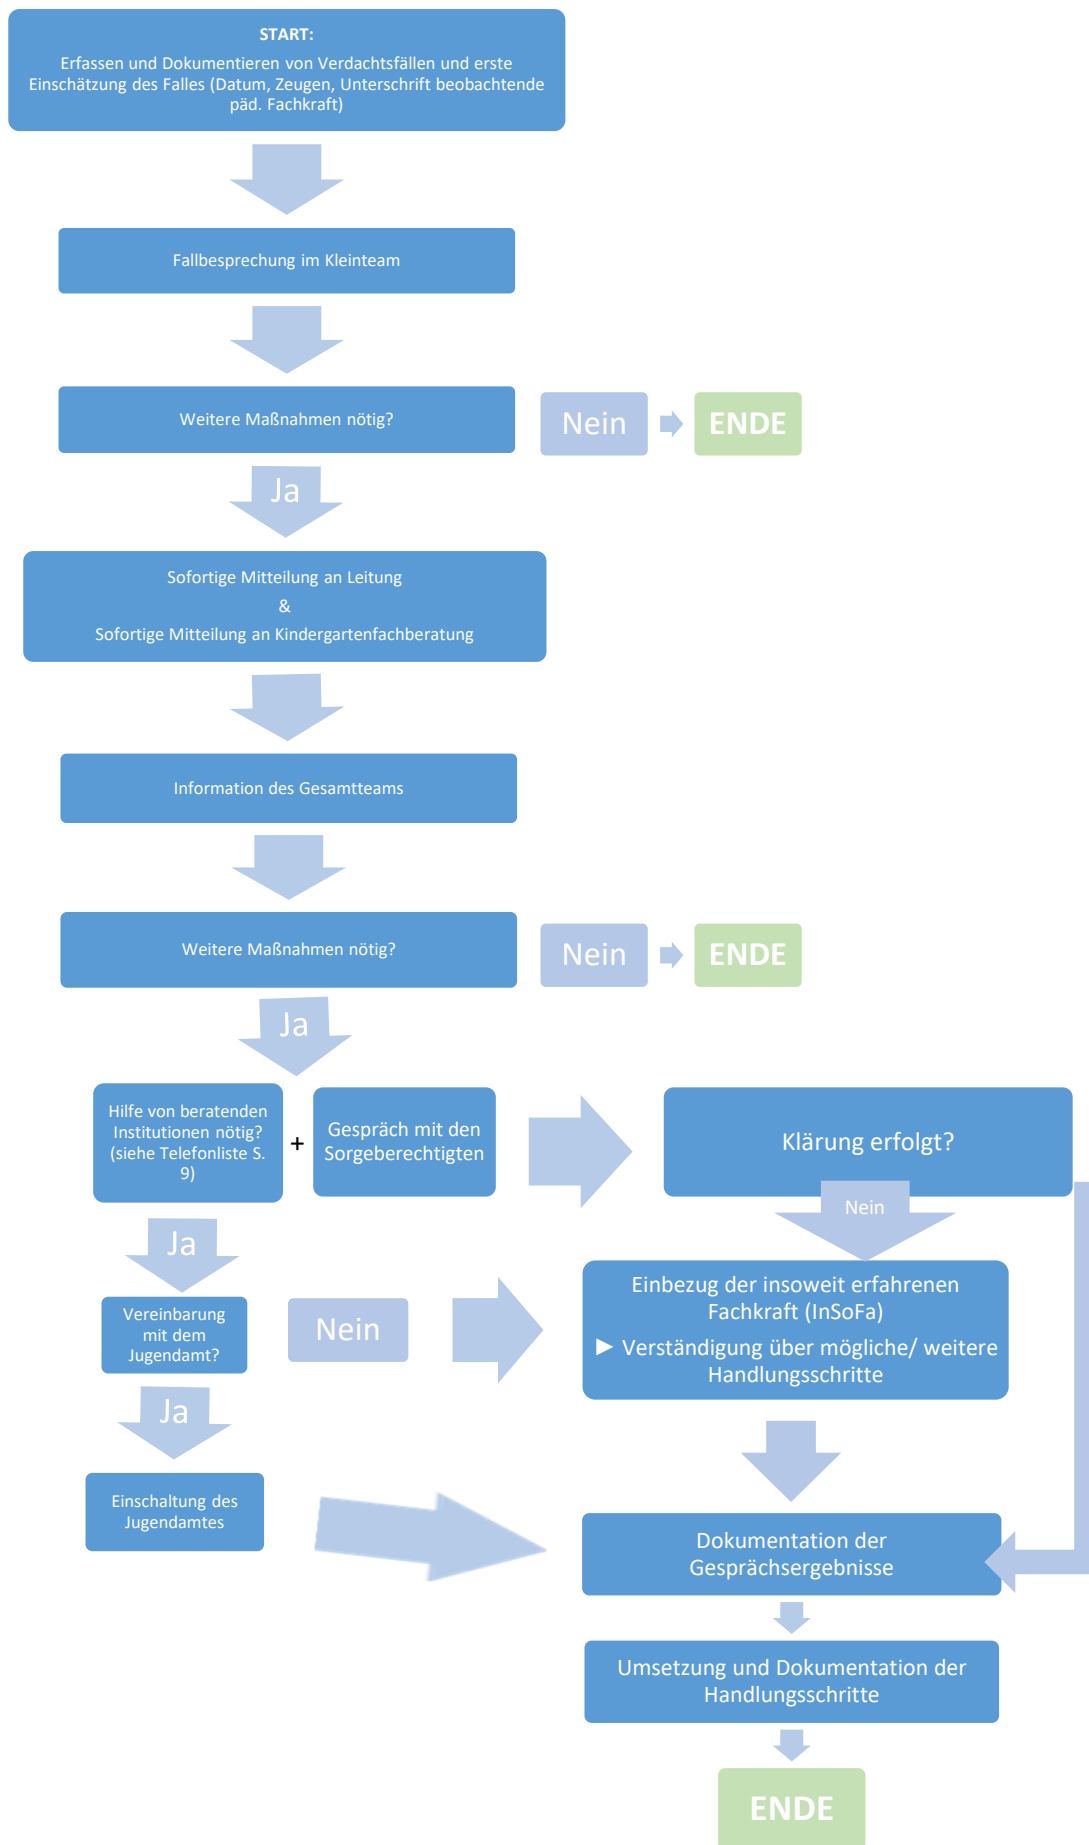 START:
Erfassen und Dokumentieren von Verdachtsfällen und erste
Einschätzung des Falles (Datum, Zeugen, Unterschrift beobachtende
päd. Fachkraft)
Fallbesprechung im Kleinteam
Weitere Maßnahmen nötig?
Nein
ENDE
Ja
Sofortige Mitteilung an Leitung
&
Sofortige Mitteilung an Kindergartenfachberatung
Information des Gesamtteams
Weitere Maßnahmen nötig?
Nein
ENDE
Ja
Hilfe von beratenden
Institutionen nötig?
(siehe Telefonliste S.
9)
+
Gespräch mit den
Sorgeberechtigten
Klärung erfolgt?
Nein
Ja
Einbezug der insoweit erfahrenen
Fachkraft (InSoFa)
► Verständigung über mögliche/ weitere
Handlungsschritte
Vereinbarung
mit dem
Jugendamt?
Nein
Ja
Einschaltung des
Jugendamtes
Dokumentation der
Gesprächsergebnisse
Umsetzung und Dokumentation der
Handlungsschritte
ENDE